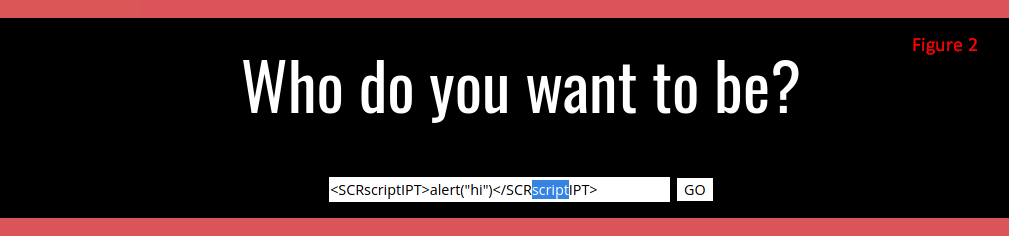 Figure 2
Who do you want to be?
<SCRscriptIPT>alert("hi")</SCRscriptIPT> GO